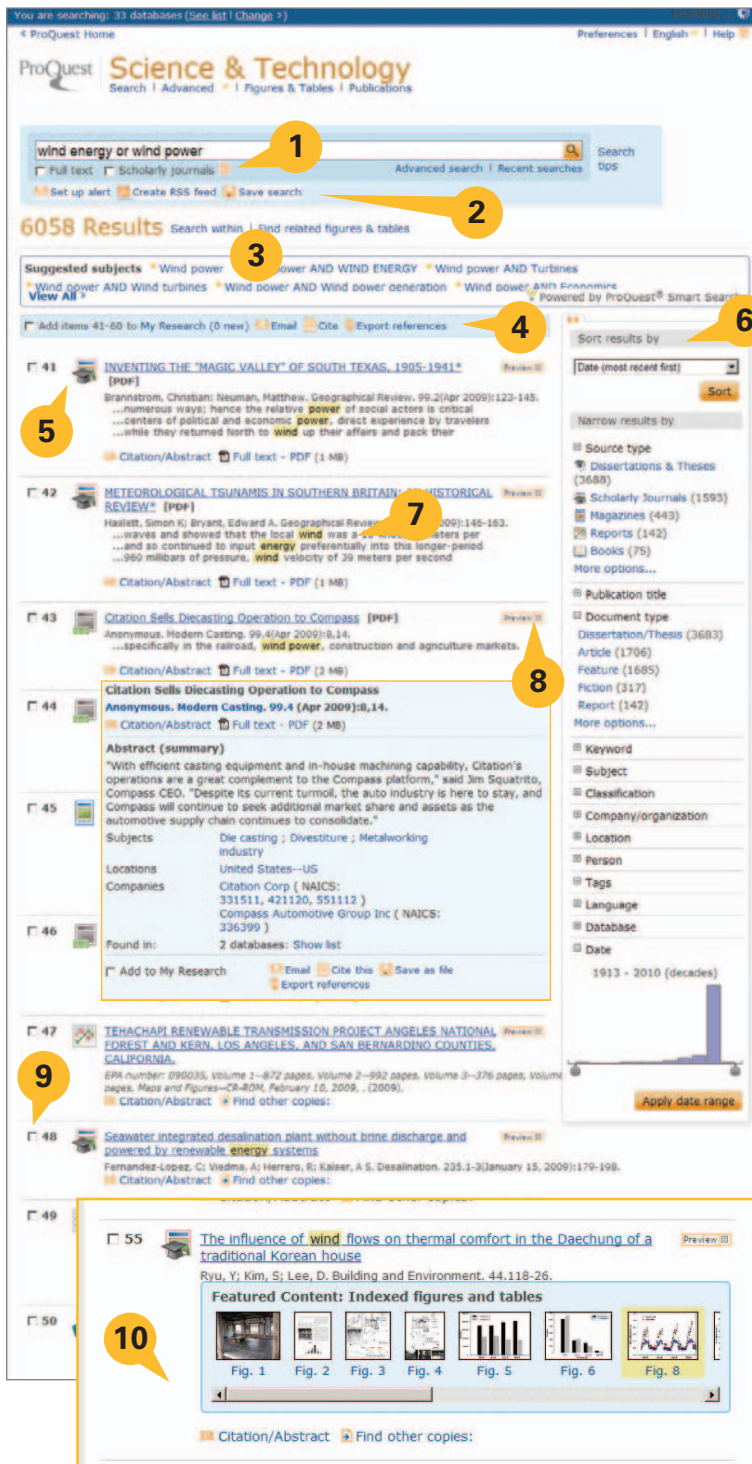 You are searching: 33 databases (See list | Change >)
ProQuest Home
Preferences | English | Help
ProQuest
Science & Technology
Search | Advanced | Figures & Tables | Publications
wind energy or wind power
Search tips
Full text Scholarly journals
1
Advanced search | Recent searches
Set up alert Create RSS feed Save search
2
6058 Results Search within | Find related figures & tables
3
Suggested subjects Wind power power AND WIND ENERGY Wind power AND Turbines
Wind power AND Wind turbines Wind power AND Wind power generation Wind power AND Economics
View All >
Powered by ProQuest® Smart Search
Add items 41-60 to My Research (0 new) Email Cite Export references
4
5
41 INVENTING THE "MAGIC VALLEY" OF SOUTH TEXAS, 1905-1941* Preview
[PDF]
Brannstrom, Christian; Neuman, Matthew. Geographical Review. 99.2(Apr 2009):123-145.
...numerous ways; hence the relative power of social actors is critical
...centers of political and economic power, direct experience by travelers
...while they returned North to wind up their affairs and pack their
Citation/Abstract Full text - PDF (1 MB)
42 METEOROLOGICAL TSUNAMIS IN SOUTHERN BRITAIN: HISTORICAL Preview
REVIEW* [PDF]
Haslett, Simon K; Bryant, Edward A. Geographical Review 2009):146-163.
7
...waves and showed that the local wind was a meters per
...and so continued to input energy preferentially into this longer-period
...960 millibars of pressure, wind velocity of 39 meters per second
Citation/Abstract Full text - PDF (1 MB)
43 Citation Sells Diecasting Operation to Compass [PDF] Preview
Anonymous. Modern Casting. 99.4(Apr 2009):8,14.
...specifically in the railroad, wind power, construction and agriculture markets.
Citation/Abstract Full text - PDF (2 MB)
8
44
Citation Sells Diecasting Operation to Compass
Anonymous. Modern Casting. 99.4 (Apr 2009):8,14.
Citation/Abstract Full text - PDF (2 MB)
Abstract (summary)
"With efficient casting equipment and in-house machining capability, Citation's
operations are a great complement to the Compass platform," said Jim Squatrito,
Compass CEO. "Despite its current turmoil, the auto industry is here to stay, and
Compass will continue to seek additional market share and assets as the
automotive supply chain continues to consolidate."
45
Subjects Die casting ; Divestiture ; Metalworking
industry
Locations United States--US
Companies Citation Corp ( NAICS:
331511, 421120, 551112 )
Compass Automotive Group Inc ( NAICS:
336399 )
46
Found in: 2 databases: Show list
Add to My Research Email Cite this Save as file
Export references
47 TEHACHAPI RENEWABLE TRANSMISSION PROJECT ANGELES NATIONAL Preview
FOREST AND KERN, LOS ANGELES, AND SAN BERNARDINO COUNTIES,
CALIFORNIA.
EPA number: 090035, Volume 1--872 pages, Volume 2--992 pages, Volume 3--376 pages, Volume
pages, Maps and Figures--CR-ROM, February 10, 2009, . (2009).
Citation/Abstract Find other copies:
9
48 Seawater integrated desalination plant without brine discharge and Preview
powered by renewable energy systems
Fernandez-Lopez, C; Viedma, A; Herrero, R; Kaiser, A S. Desalination. 235.1-3(January 15, 2009):179-198.
Citation/Abstract Find other copies:
49
50
6
Sort results by
Date (most recent first)
Sort
Narrow results by
Source type
Dissertations & Theses
(3688)
Scholarly Journals (1593)
Magazines (443)
Reports (142)
Books (75)
More options...
Publication title
Document type
Dissertation/Thesis (3683)
Article (1706)
Feature (1685)
Fiction (317)
Report (142)
More options...
Keyword
Subject
Classification
Company/organization
Location
Person
Tags
Language
Database
Date
1913 - 2010 (decades)
Apply date range
55 The influence of wind flows on thermal comfort in the Daechung of a Preview
traditional Korean house
Ryu, Y; Kim, S; Lee, D. Building and Environment. 44.118-26.
10
Featured Content: Indexed figures and tables
Fig. 1 Fig. 2 Fig. 3 Fig. 4 Fig. 5 Fig. 6 Fig. 8
Citation/Abstract Find other copies: